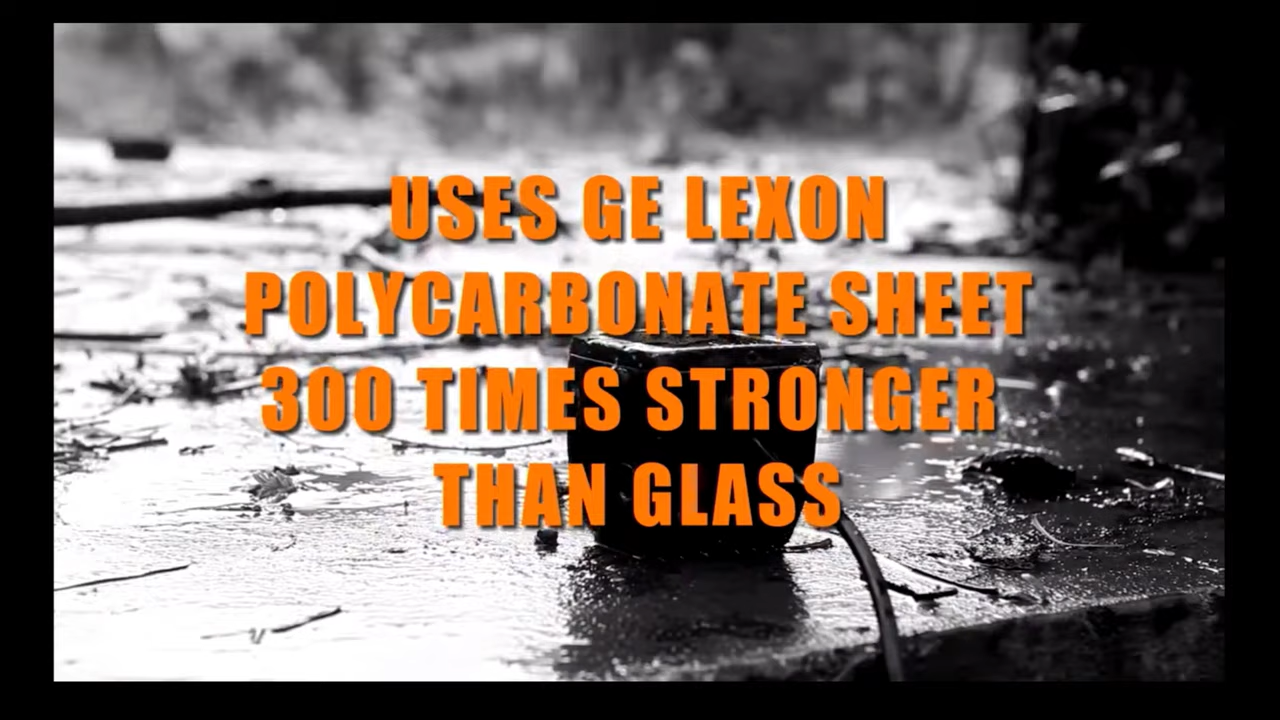 USES GE LEXON
POLYCARBONATE SHEET
300 TIMES STRONGER
THAN GLASS